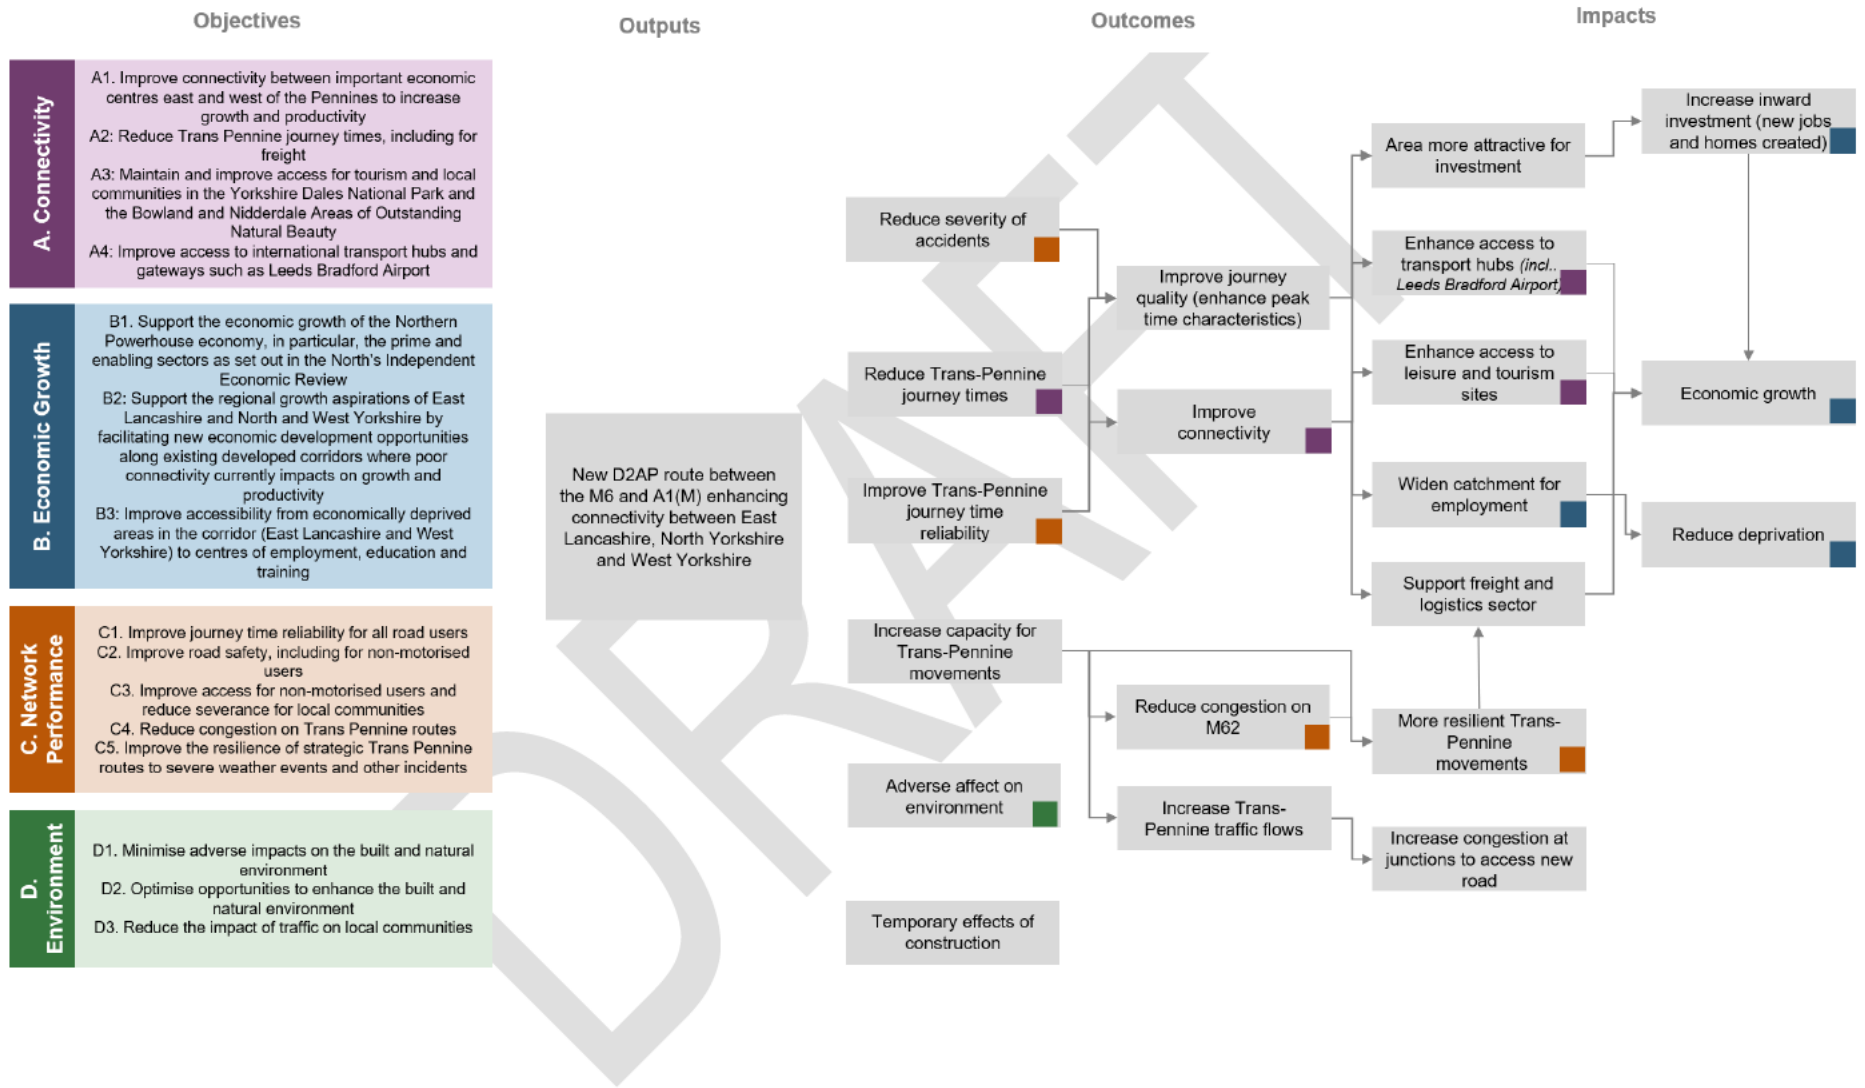 Objectives
Outputs
Outcomes
Impacts
A. Connectivity
A1. Improve connectivity between important economic
centres east and west of the Pennines to increase
growth and productivity
A2: Reduce Trans Pennine journey times, including for
freight
A3: Maintain and improve access for tourism and local
communities in the Yorkshire Dales National Park and
the Bowland and Nidderdale Areas of Outstanding
Natural Beauty
A4: Improve access to international transport hubs and
gateways such as Leeds Bradford Airport
B. Economic Growth
B1. Support the economic growth of the Northern
Powerhouse economy, in particular, the prime and
enabling sectors as set out in the North's Independent
Economic Review
B2: Support the regional growth aspirations of East
Lancashire and North and West Yorkshire by
facilitating new economic development opportunities
along existing developed corridors where poor
connectivity currently impacts on growth and
productivity
B3: Improve accessibility from economically deprived
areas in the corridor (East Lancashire and West
Yorkshire) to centres of employment, education and
training
C. Network
Performance
C1. Improve journey time reliability for all road users
C2. Improve road safety, including for non-motorised
users
C3. Improve access for non-motorised users and
reduce severance for local communities
C4. Reduce congestion on Trans Pennine routes
C5. Improve the resilience of strategic Trans Pennine
routes to severe weather events and other incidents
D.
Environment
D1. Minimise adverse impacts on the built and natural
environment
D2. Optimise opportunities to enhance the built and
natural environment
D3. Reduce the impact of traffic on local communities
New D2AP route between
the M6 and A1(M) enhancing
connectivity between East
Lancashire, North Yorkshire
and West Yorkshire
Reduce severity of
accidents
Reduce Trans-Pennine
journey times
Improve Trans-Pennine
journey time
reliability
Increase capacity for
Trans-Pennine
movements
Adverse affect on
environment
Temporary effects of
construction
Improve journey
quality (enhance peak
time characteristics)
Improve
connectivity
Reduce congestion on
M62
Increase Trans-
Pennine traffic flows
Area more attractive for
investment
Enhance access to
transport hubs (incl..
Leeds Bradford Airport)
Enhance access to
leisure and tourism
sites
Widen catchment for
employment
Support freight and
logistics sector
More resilient Trans-
Pennine
movements
Increase congestion at
junctions to access new
road
Increase inward
investment (new jobs
and homes created)
Economic growth
Reduce deprivation
DRAFT